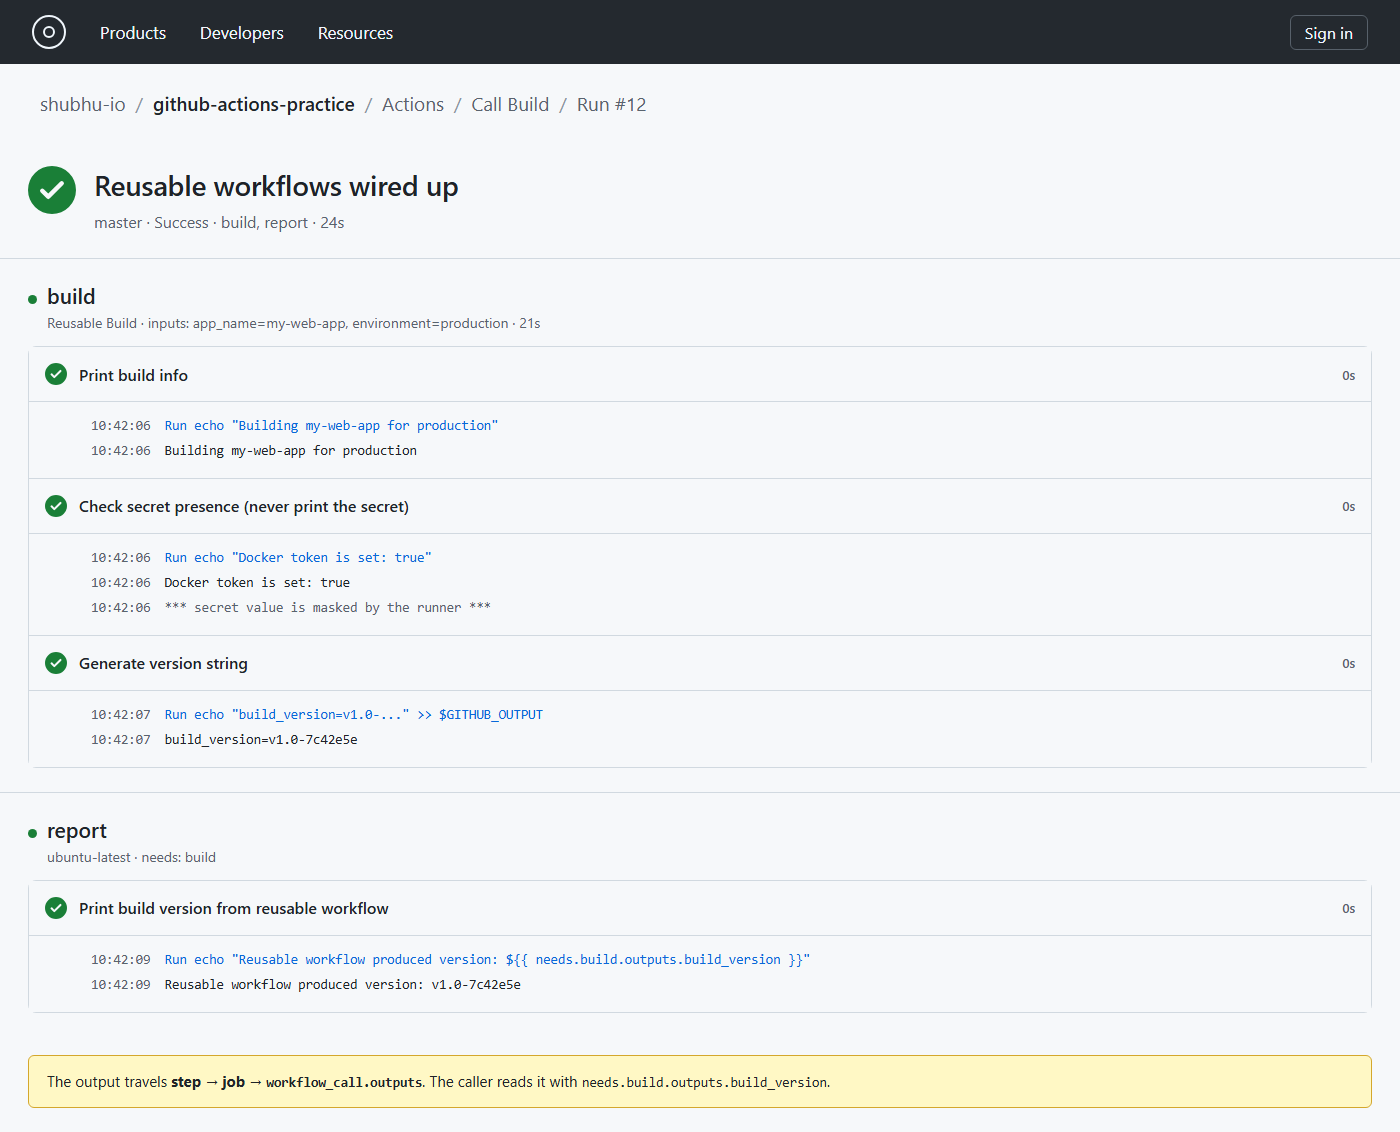 Products Developers Resources Sign in
shubhu-io / github-actions-practice / Actions / Call Build / Run #12
Reusable workflows wired up
master · Success · build, report · 24s
build
Reusable Build · inputs: app_name=my-web-app, environment=production · 21s
Print build info 0s
10:42:06 Run echo "Building my-web-app for production"
10:42:06 Building my-web-app for production
Check secret presence (never print the secret) 0s
10:42:06 Run echo "Docker token is set: true"
10:42:06 Docker token is set: true
10:42:06 *** secret value is masked by the runner ***
Generate version string 0s
10:42:07 Run echo "build_version=v1.0-..." >> $GITHUB_OUTPUT
10:42:07 build_version=v1.0-7c42e5e
report
ubuntu-latest · needs: build
Print build version from reusable workflow 0s
10:42:09 Run echo "Reusable workflow produced version: ${{ needs.build.outputs.build_version }}"
10:42:09 Reusable workflow produced version: v1.0-7c42e5e
The output travels step → job → workflow_call.outputs. The caller reads it with needs.build.outputs.build_version.